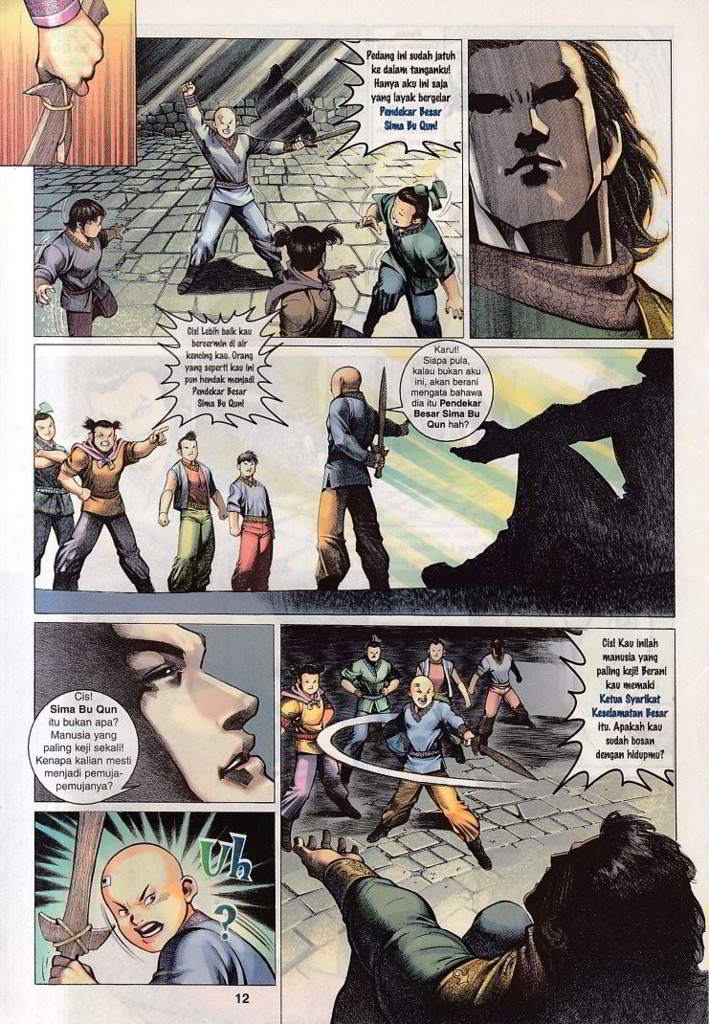 Pedang ini sudah jatuh
ke dalam tanganku!
Hanya aku ini saja
yang layak bergelar
Pendekar Besar
Sima Bu Qun!
Cis! Lebih baik kau
bercermin di air
kencing kau. Orang
yang seperti kau ini
pun hendak menjadi
Pendekar Besar
Sima Bu Qun!
Karut!
Siapa pula,
kalau bukan aku
ini, akan berani
mengata bahawa
dia itu Pendekar
Besar Sima Bu
Qun hah?
Cis!
Sima Bu Qun
itu bukan apa?
Manusia yang
paling keji sekali!
Kenapa kalian mesti
menjadi pemuja-
pemujanya?
Cis! Kau inilah
manusia yang
paling keji! Berani
kau memaki
Ketua Syarikat
Keselamatan Besar
itu. Apakah kau
sudah bosan
dengan hidupmu?
Uh
?
12